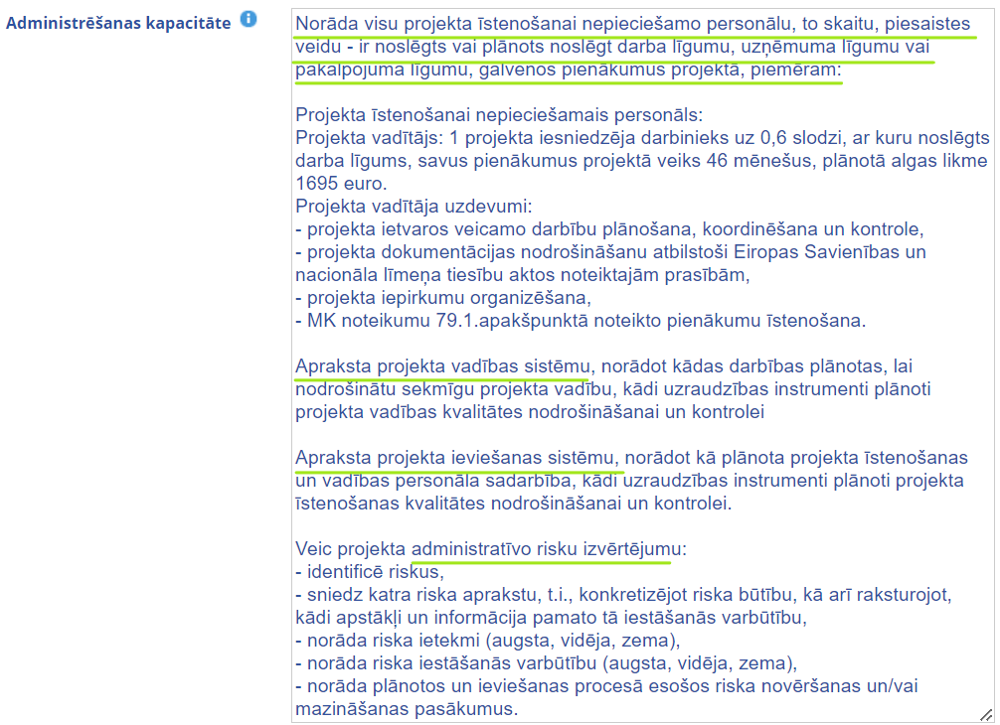 Administrēšanas kapacitāte
Norāda visu projekta īstenošanai nepieciešamo personālu, to skaitu, piesaistes
veidu - ir noslēgts vai plānots noslēgt darba līgumu, uzņēmuma līgumu vai
pakalpojuma līgumu, galvenos pienākumus projektā, piemēram:
Projekta īstenošanai nepieciešamais personāls:
Projekta vadītājs: 1 projekta iesniedzēja darbinieks uz 0,6 slodzi, ar kuru noslēgts
darba līgums, savus pienākumus projektā veiks 46 mēnešus, plānotā algas likme
1695 euro.
Projekta vadītāja uzdevumi:
- projekta ietvaros veicamo darbību plānošana, koordinēšana un kontrole,
- projekta dokumentācijas nodrošināšanu atbilstoši Eiropas Savienības un
nacionāla līmeņa tiesību aktos noteiktajām prasībām,
- projekta iepirkumu organizēšana,
- MK noteikumu 79.1.apakšpunktā noteikto pienākumu īstenošana.
Apraksta projekta vadības sistēmu, norādot kādas darbības plānotas, lai
nodrošinātu sekmīgu projekta vadību, kādi uzraudzības instrumenti plānoti
projekta vadības kvalitātes nodrošināšanai un kontrolei
Apraksta projekta ieviešanas sistēmu, norādot kā plānota projekta īstenošanas
un vadības personāla sadarbība, kādi uzraudzības instrumenti plānoti projekta
īstenošanas kvalitātes nodrošināšanai un kontrolei.
Veic projekta administratīvo risku izvērtējumu:
- identificē riskus,
- sniedz katra riska aprakstu, t.i., konkretizējot riska būtību, kā arī raksturojot,
kādi apstākļi un informācija pamato tā iestāšanās varbūtību,
- norāda riska ietekmi (augsta, vidēja, zema),
- norāda riska iestāšanās varbūtību (augsta, vidēja, zema),
- norāda plānotos un ieviešanas procesā esošos riska novēršanas un/vai
mazināšanas pasākumus.